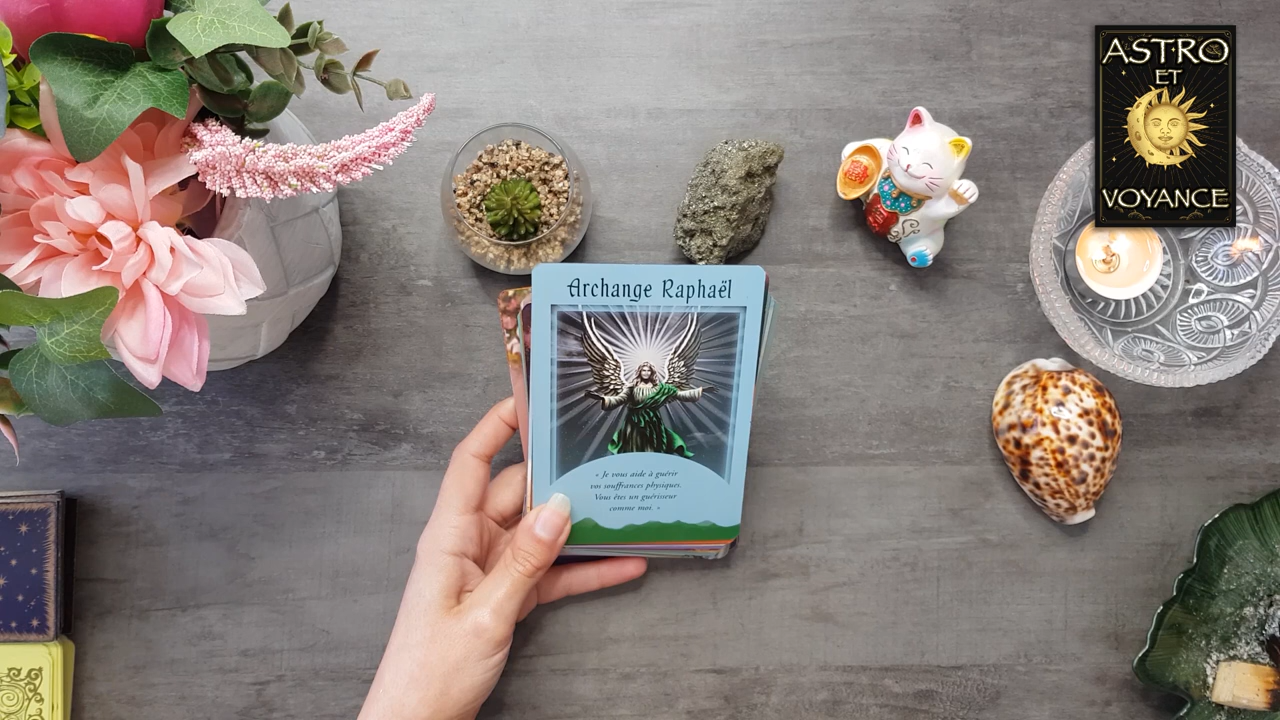 ASTRO
ET
VOYANCE
Archange Raphaël
« Je vous aide à guérir
vos souffrances physiques.
Vous êtes un guérisseur
comme moi. »